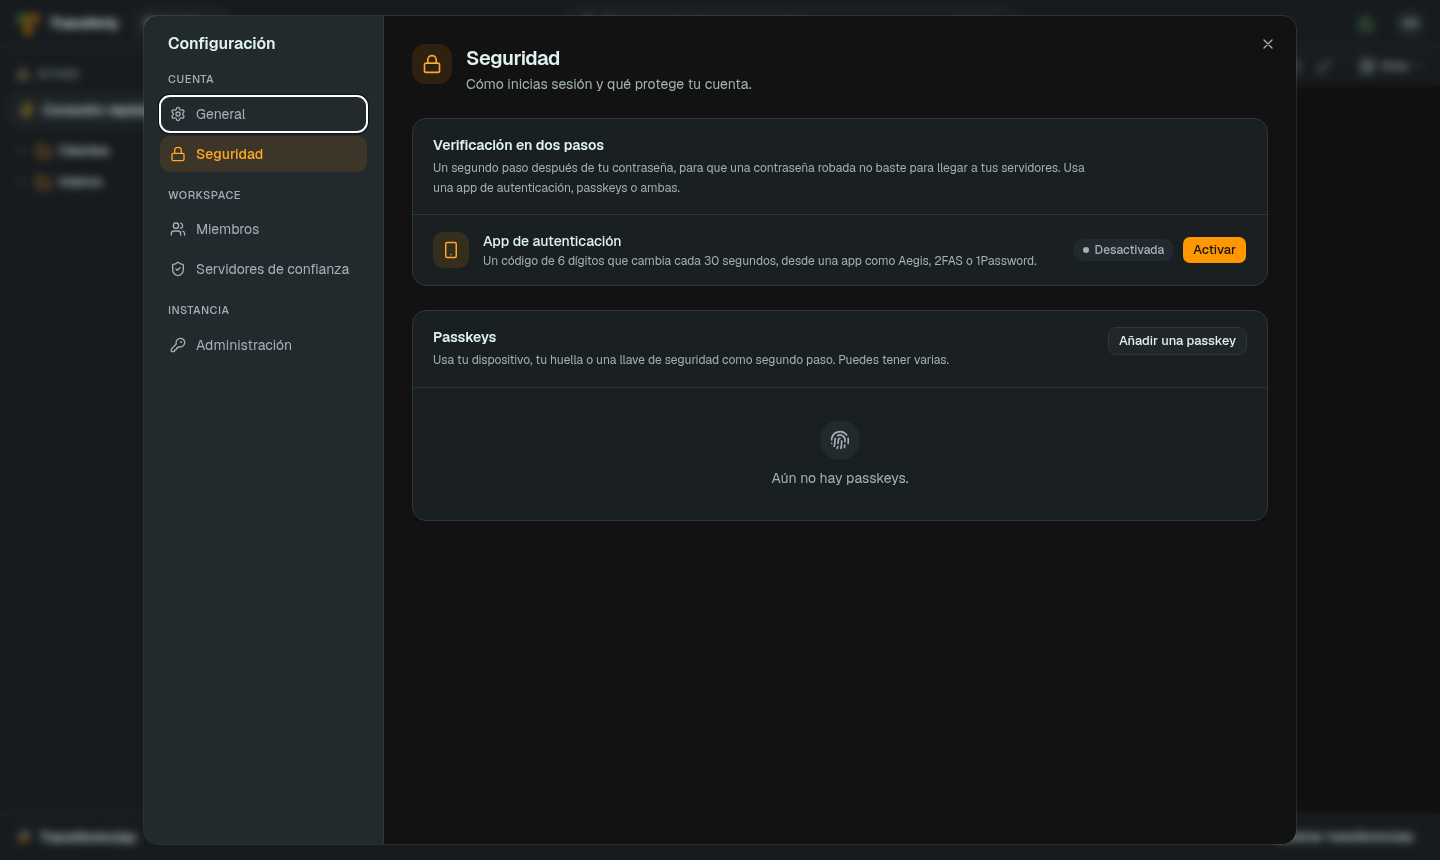 Configuración
CUENTA
General
Seguridad
WORKSPACE
Miembros
Servidores de confianza
INSTANCIA
Administración
Seguridad
Cómo inicias sesión y qué protege tu cuenta.
Verificación en dos pasos
Un segundo paso después de tu contraseña, para que una contraseña robada no baste para llegar a tus servidores. Usa
una app de autenticación, passkeys o ambas.
App de autenticación
Un código de 6 dígitos que cambia cada 30 segundos, desde una app como Aegis, 2FAS o 1Password.
Desactivada
Activar
Passkeys
Usa tu dispositivo, tu huella o una llave de seguridad como segundo paso. Puedes tener varias.
Añadir una passkey
Aún no hay passkeys.
Transferencias